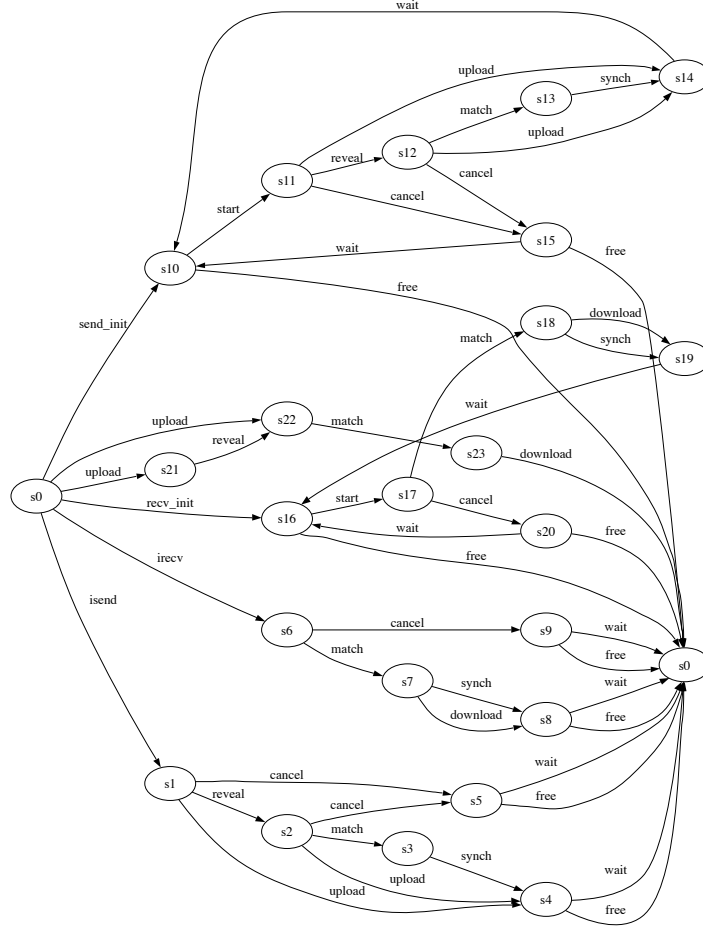 wait
upload
s14
synch
s13
match
upload
s12
reveal
cancel
s11
cancel
start
s15
wait
free
s10
free
send_init
s18
download
match
synch
s19
wait
upload
s22
match
reveal
s23
download
upload
s21
s0
recv_init
start
s17
cancel
s16
wait
s20
free
free
irecv
isend
s6
cancel
s9
wait
match
free
s0
s7
synch
wait
download
s8
free
s1
cancel
wait
reveal
s5
free
cancel
s2
match
s3
synch
wait
upload
upload
s4
free